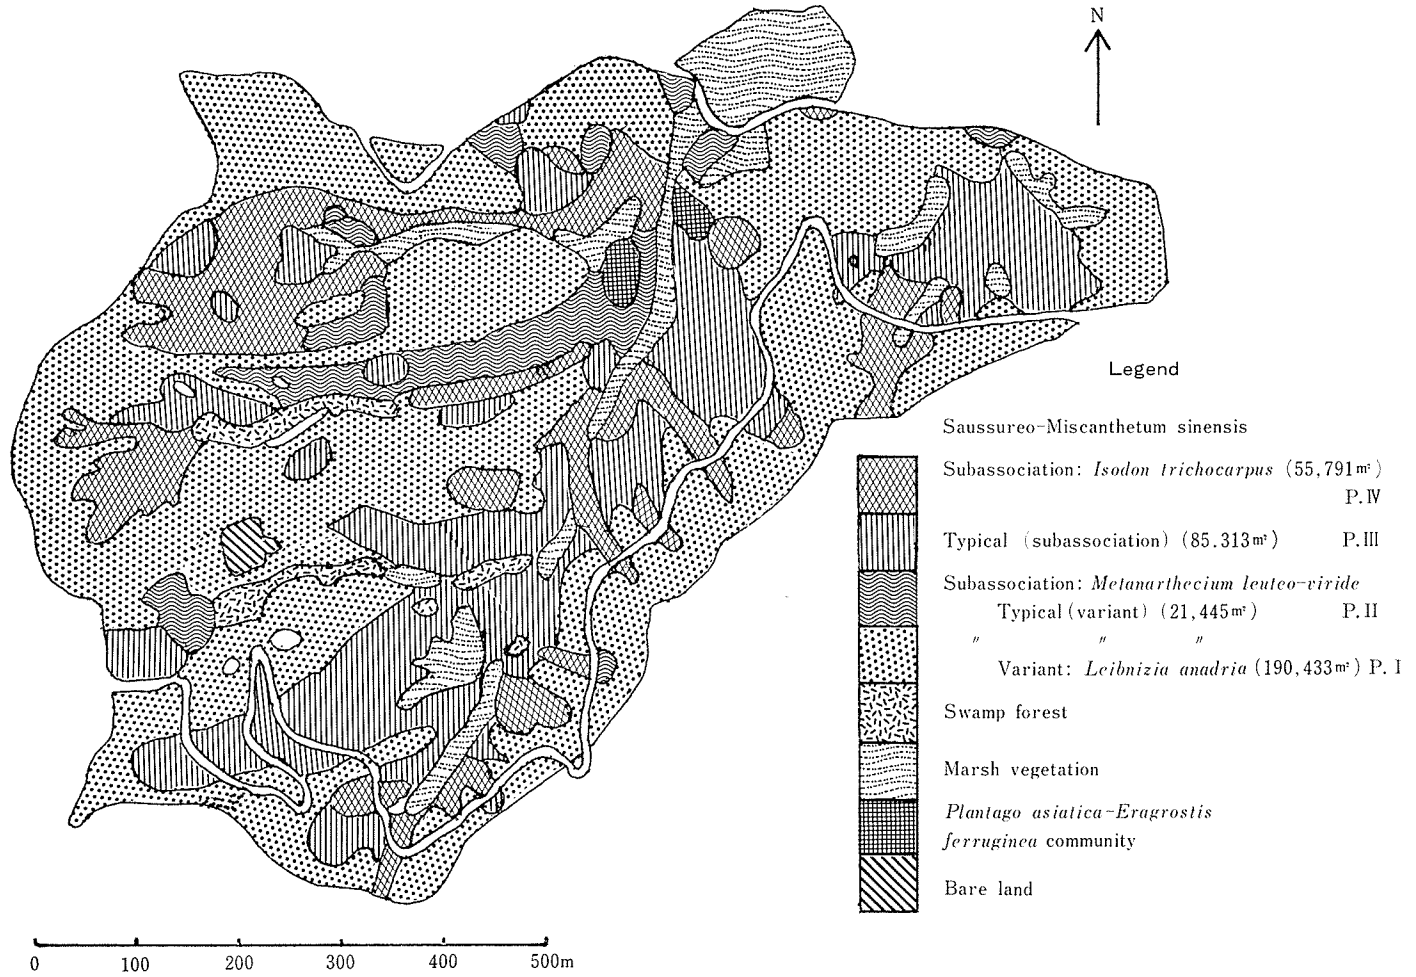 N
Legend
Saussureo-Miscanthetum sinensis
Subassociation: Isodon trichocarpus (55,791㎡)
P.Ⅳ
Typical (subassociation) (85.313㎡) P.Ⅲ
Subassociation: Metanarthecium leuteo-viride
Typical (variant) (21,445㎡) P.Ⅱ
〃 〃 〃
Variant: Leibnizia anadria (190,433㎡) P. I
Swamp forest
Marsh vegetation
Plantago asiatica-Eragrostis
ferruginea community
Bare land
0 100 200 300 400 500m